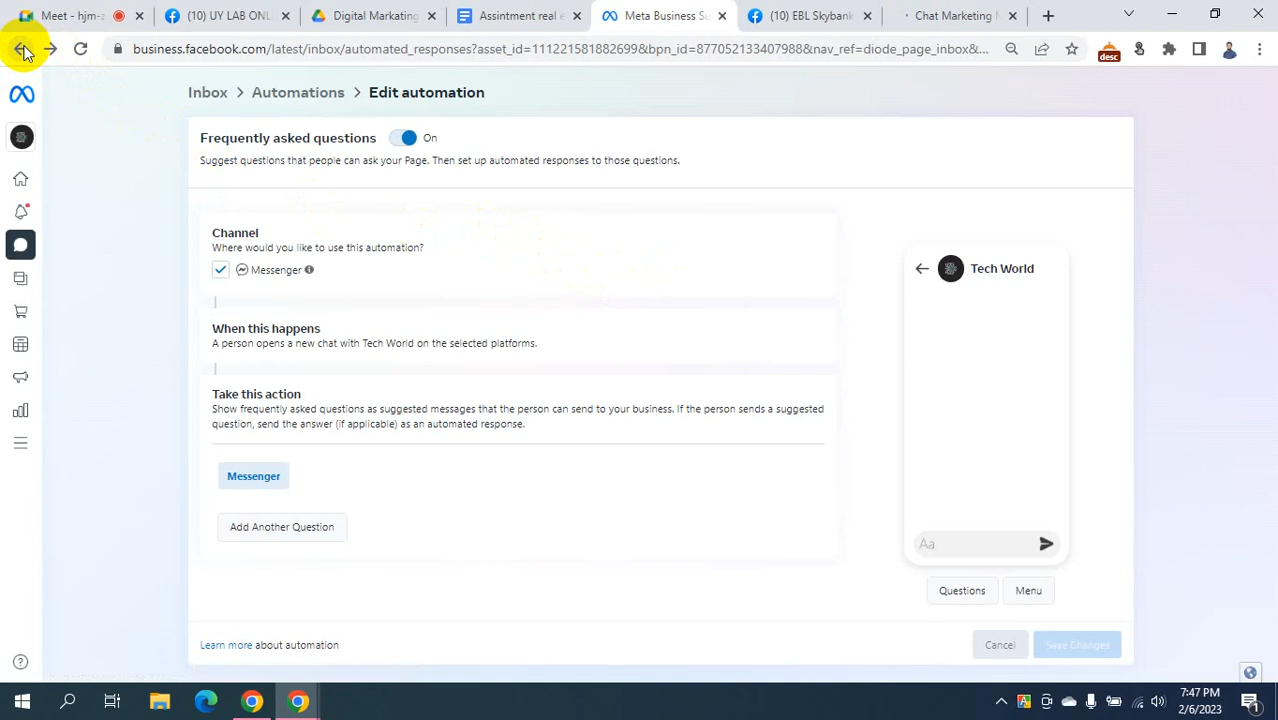 Meet - hjm-z
(10) UY LAB ONL
Digital Marketing
Assintment real e
Meta Business Su
(10) EBL Skybank
Chat Marketing M
business.facebook.com/latest/inbox/automated_responses?asset_id=111221581882699&bpn_id=877052133407988&nav_ref=diode_page_inbox&...
desc
Inbox > Automations > Edit automation
Frequently asked questions On
Suggest questions that people can ask your Page. Then set up automated responses to those questions.
Channel
Where would you like to use this automation?
Messenger
When this happens
A person opens a new chat with Tech World on the selected platforms.
Take this action
Show frequently asked questions as suggested messages that the person can send to your business. If the person sends a suggested
question, send the answer (if applicable) as an automated response.
Messenger
Add Another Question
Tech World
Aa
Questions Menu
Learn more about automation
Cancel Save Changes
7:47 PM
2/6/2023